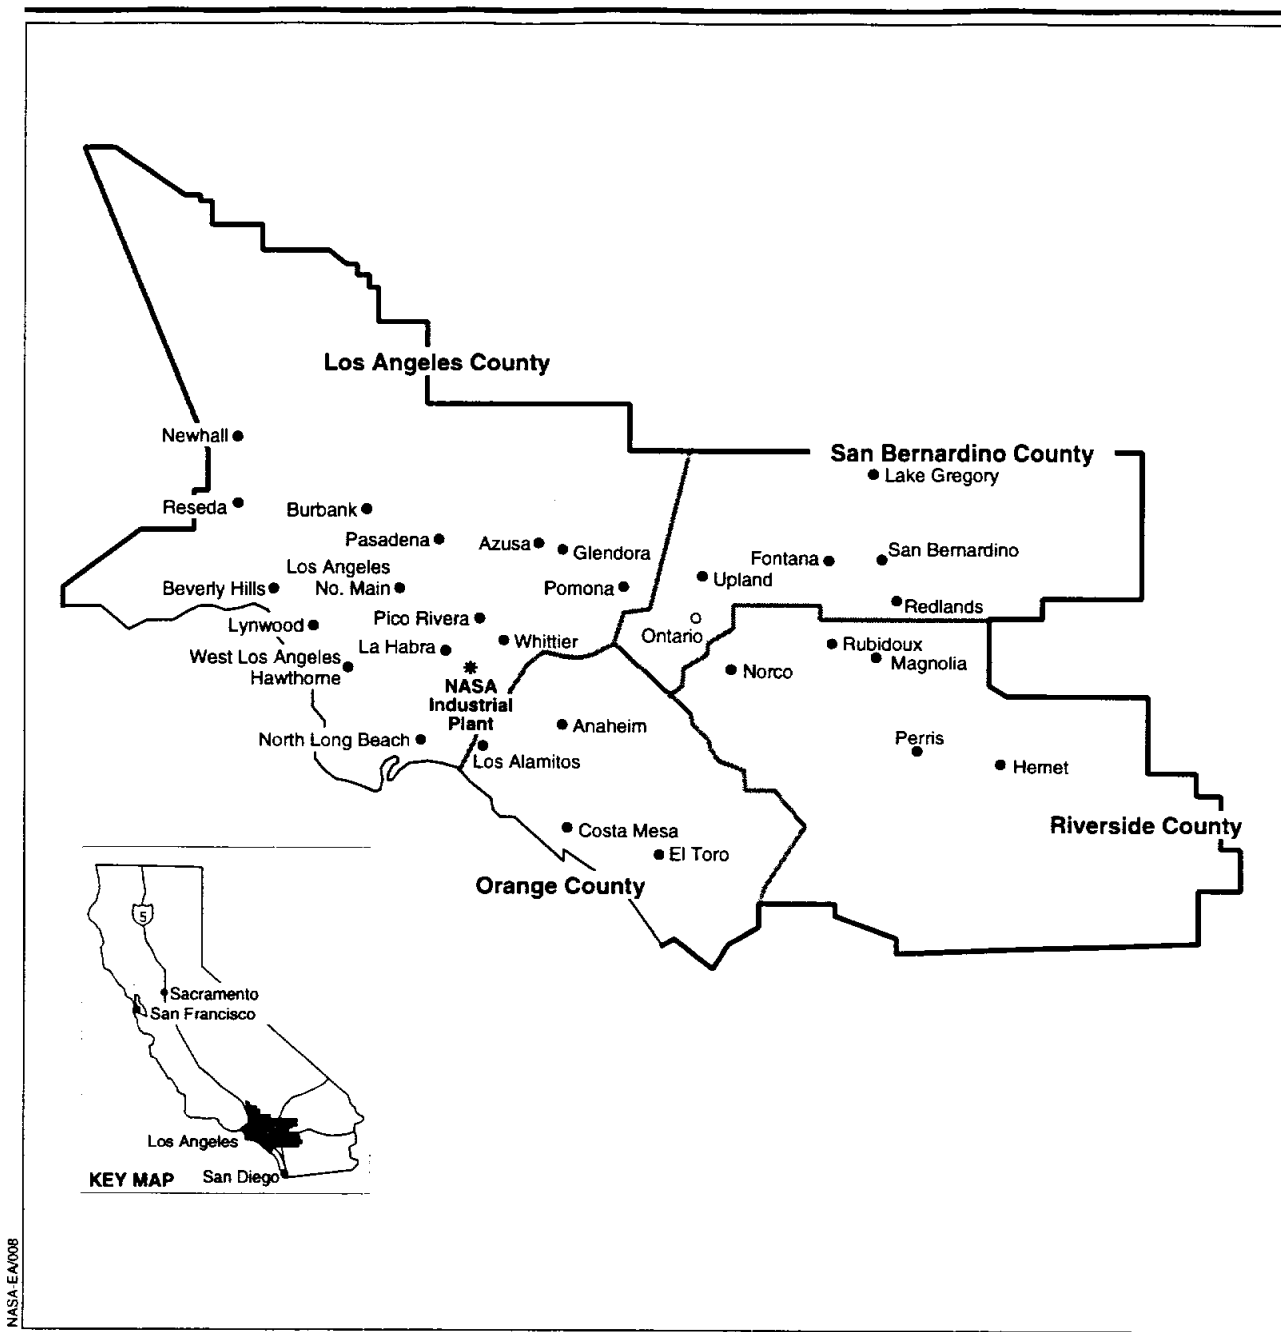 Los Angeles County
Newhall
San Bernardino County
Lake Gregory
Reseda
Burbank
Pasadena
Azusa
Glendora
Fontana
San Bernardino
Los Angeles
No. Main
Beverly Hills
Pomona
Upland
Redlands
Pico Rivera
Lynwood
Ontario
Whittier
La Habra
Rubidoux
West Los Angeles
Magnolia
Hawthorne
Norco
NASA
Industrial
Plant
Anaheim
North Long Beach
Perris
Los Alamitos
Hemet
Riverside County
Costa Mesa
El Toro
Orange County
5
Sacramento
San Francisco
Los Angeles
San Diego
KEY MAP
NASA-EA/008